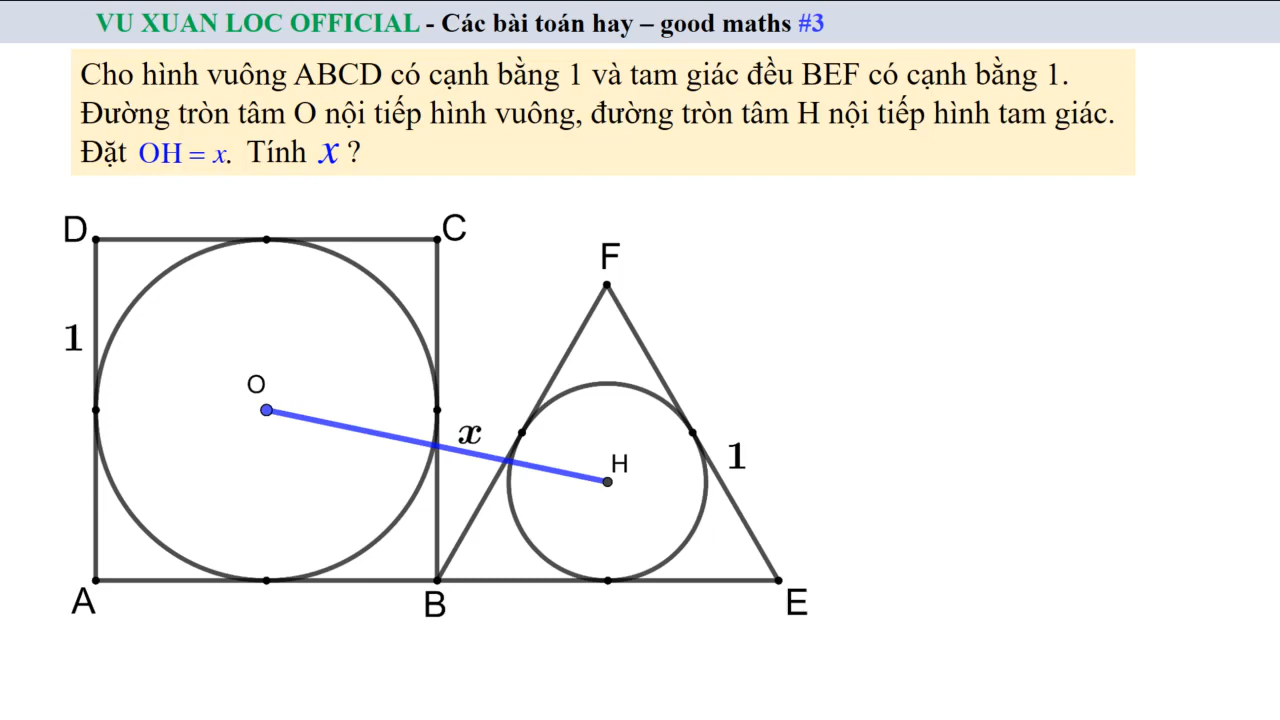 VU XUAN LOC OFFICIAL - Các bài toán hay – good maths #3
Cho hình vuông ABCD có cạnh bằng 1 và tam giác đều BEF có cạnh bằng 1.
Đường tròn tâm O nội tiếp hình vuông, đường tròn tâm H nội tiếp hình tam giác.
Đặt OH = x. Tính x ?
D
C
F
1
O
x
H
1
A
B
E